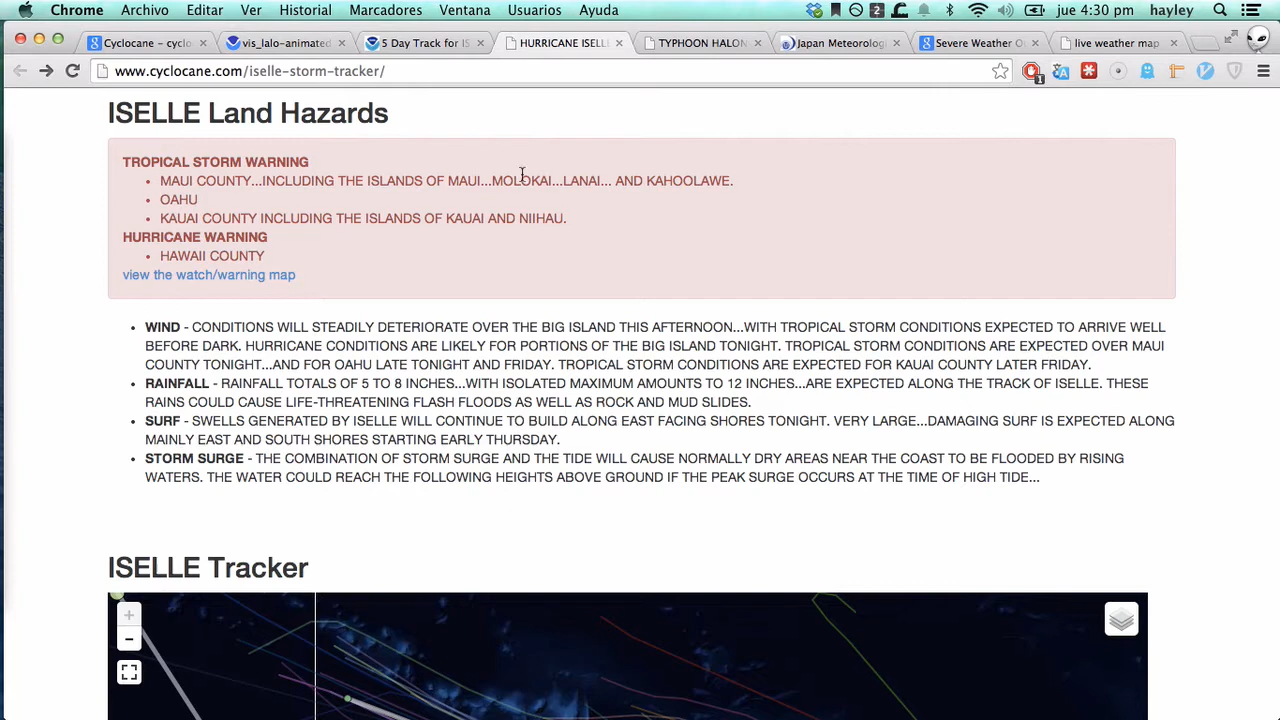 Chrome Archivo Editar Ver Historial Marcadores Ventana Usuarios Ayuda 2 jue 4:30 pm hayley
Cyclocane – cyclo vis_lalo-animated 5 Day Track for IS HURRICANE ISELL TYPHOON HALON Japan Meteorolog Severe Weather O live weather map
www.cyclocane.com/iselle-storm-tracker/ 1
ISELLE Land Hazards
TROPICAL STORM WARNING
• MAUI COUNTY...INCLUDING THE ISLANDS OF MAUI...MOLOKAI...LANAI... AND KAHOOLAWE.
• OAHU
• KAUAI COUNTY INCLUDING THE ISLANDS OF KAUAI AND NIIHAU.
HURRICANE WARNING
• HAWAII COUNTY
view the watch/warning map
• WIND - CONDITIONS WILL STEADILY DETERIORATE OVER THE BIG ISLAND THIS AFTERNOON...WITH TROPICAL STORM CONDITIONS EXPECTED TO ARRIVE WELL
BEFORE DARK. HURRICANE CONDITIONS ARE LIKELY FOR PORTIONS OF THE BIG ISLAND TONIGHT. TROPICAL STORM CONDITIONS ARE EXPECTED OVER MAUI
COUNTY TONIGHT...AND FOR OAHU LATE TONIGHT AND FRIDAY. TROPICAL STORM CONDITIONS ARE EXPECTED FOR KAUAI COUNTY LATER FRIDAY.
• RAINFALL - RAINFALL TOTALS OF 5 TO 8 INCHES...WITH ISOLATED MAXIMUM AMOUNTS TO 12 INCHES...ARE EXPECTED ALONG THE TRACK OF ISELLE. THESE
RAINS COULD CAUSE LIFE-THREATENING FLASH FLOODS AS WELL AS ROCK AND MUD SLIDES.
• SURF - SWELLS GENERATED BY ISELLE WILL CONTINUE TO BUILD ALONG EAST FACING SHORES TONIGHT. VERY LARGE...DAMAGING SURF IS EXPECTED ALONG
MAINLY EAST AND SOUTH SHORES STARTING EARLY THURSDAY.
• STORM SURGE - THE COMBINATION OF STORM SURGE AND THE TIDE WILL CAUSE NORMALLY DRY AREAS NEAR THE COAST TO BE FLOODED BY RISING
WATERS. THE WATER COULD REACH THE FOLLOWING HEIGHTS ABOVE GROUND IF THE PEAK SURGE OCCURS AT THE TIME OF HIGH TIDE...
ISELLE Tracker
+
−